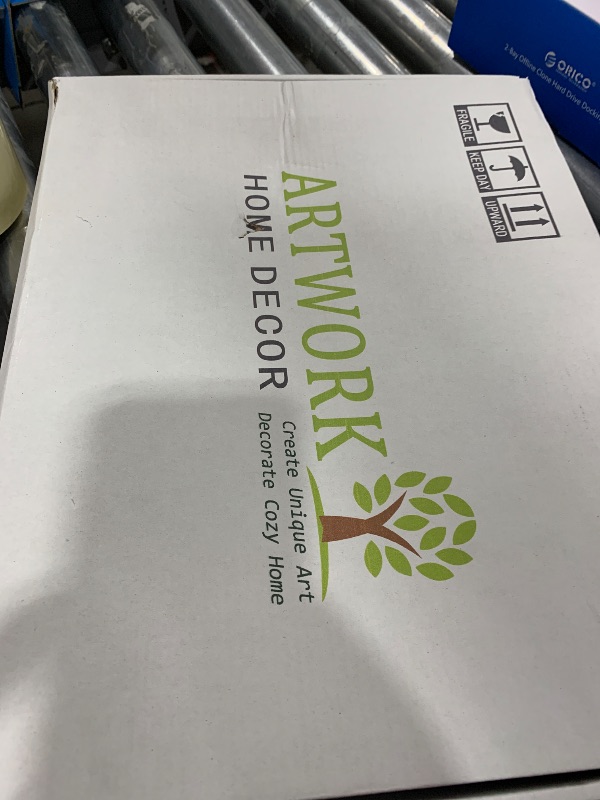 ARTWORK
HOME DECOR
Create Unique Art
Decorate Cozy Home
FRAGILE
KEEP DAY
UPWARD
ORICO
2-Bay Offline Clone Hard Drive Dockin